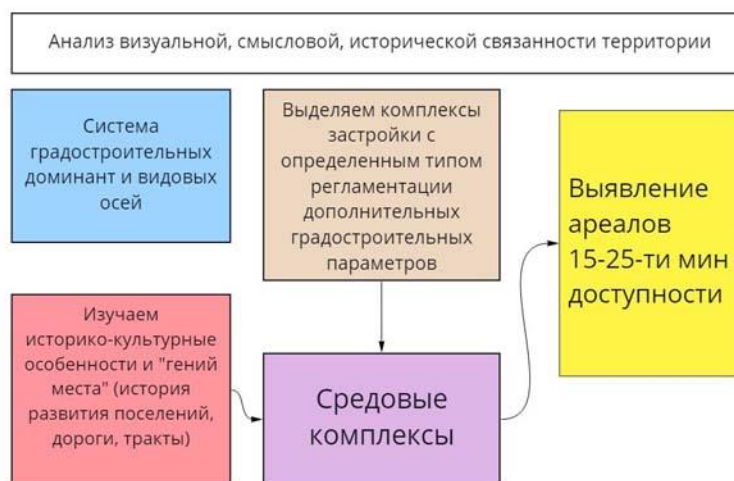 Анализ визуальной, смысловой, исторической связанности территории
Система
градостроительных
доминант и видовых
осей
Выделяем комплексы
застройки с
определенным типом
регламентации
дополнительных
градостроительных
параметров
Выявление
ареалов
15-25-ти мин
доступности
Изучаем
историко-культурные
особенности и "гений
места" (история
развития поселений,
дороги, тракты)
Средовые
комплексы